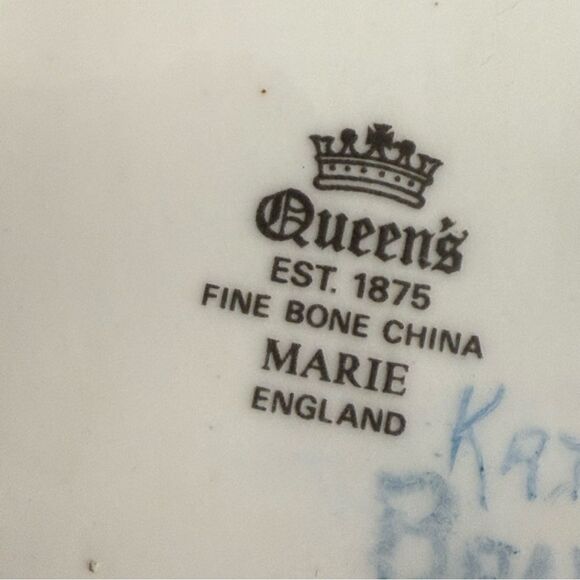 Queen's
EST. 1875
FINE BONE CHINA
MARIE
ENGLAND